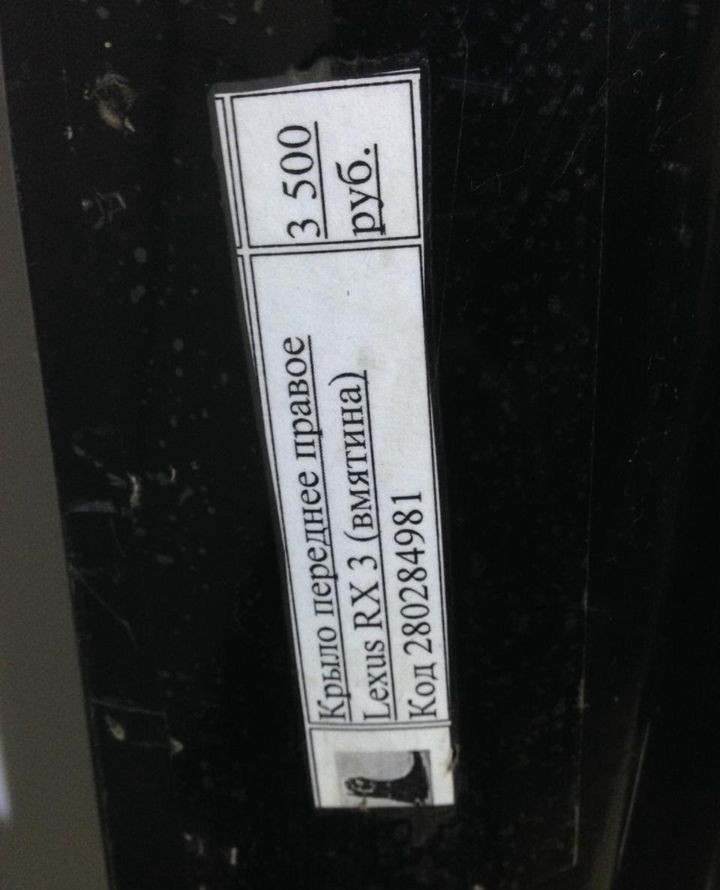 Крыло переднее правое
Lexus RX 3 (вмятина)
Код 280284981
3 500
руб.